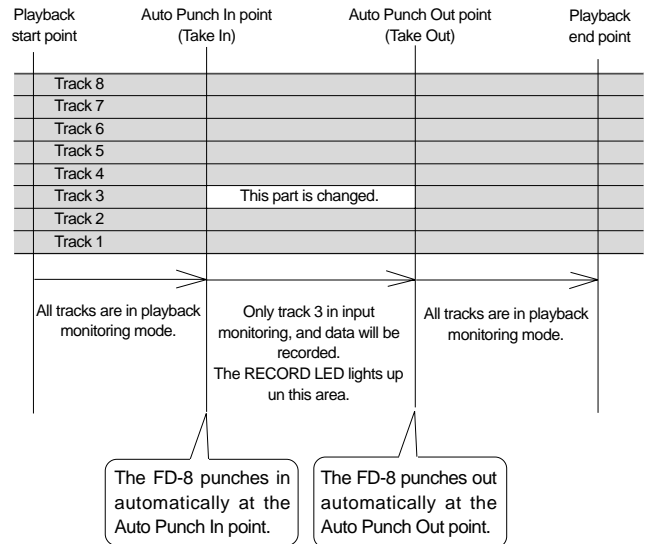 Playback
start point
Auto Punch In point
(Take In)
Auto Punch Out point
(Take Out)
Playback
end point
Track 8
Track 7
Track 6
Track 5
Track 4
Track 3
This part is changed.
Track 2
Track 1
All tracks are in playback
monitoring mode.
Only track 3 in input
monitoring, and data will be
recorded.
The RECORD LED lights up
un this area.
All tracks are in playback
monitoring mode.
The FD-8 punches in
automatically at the
Auto Punch In point.
The FD-8 punches out
automatically at the
Auto Punch Out point.